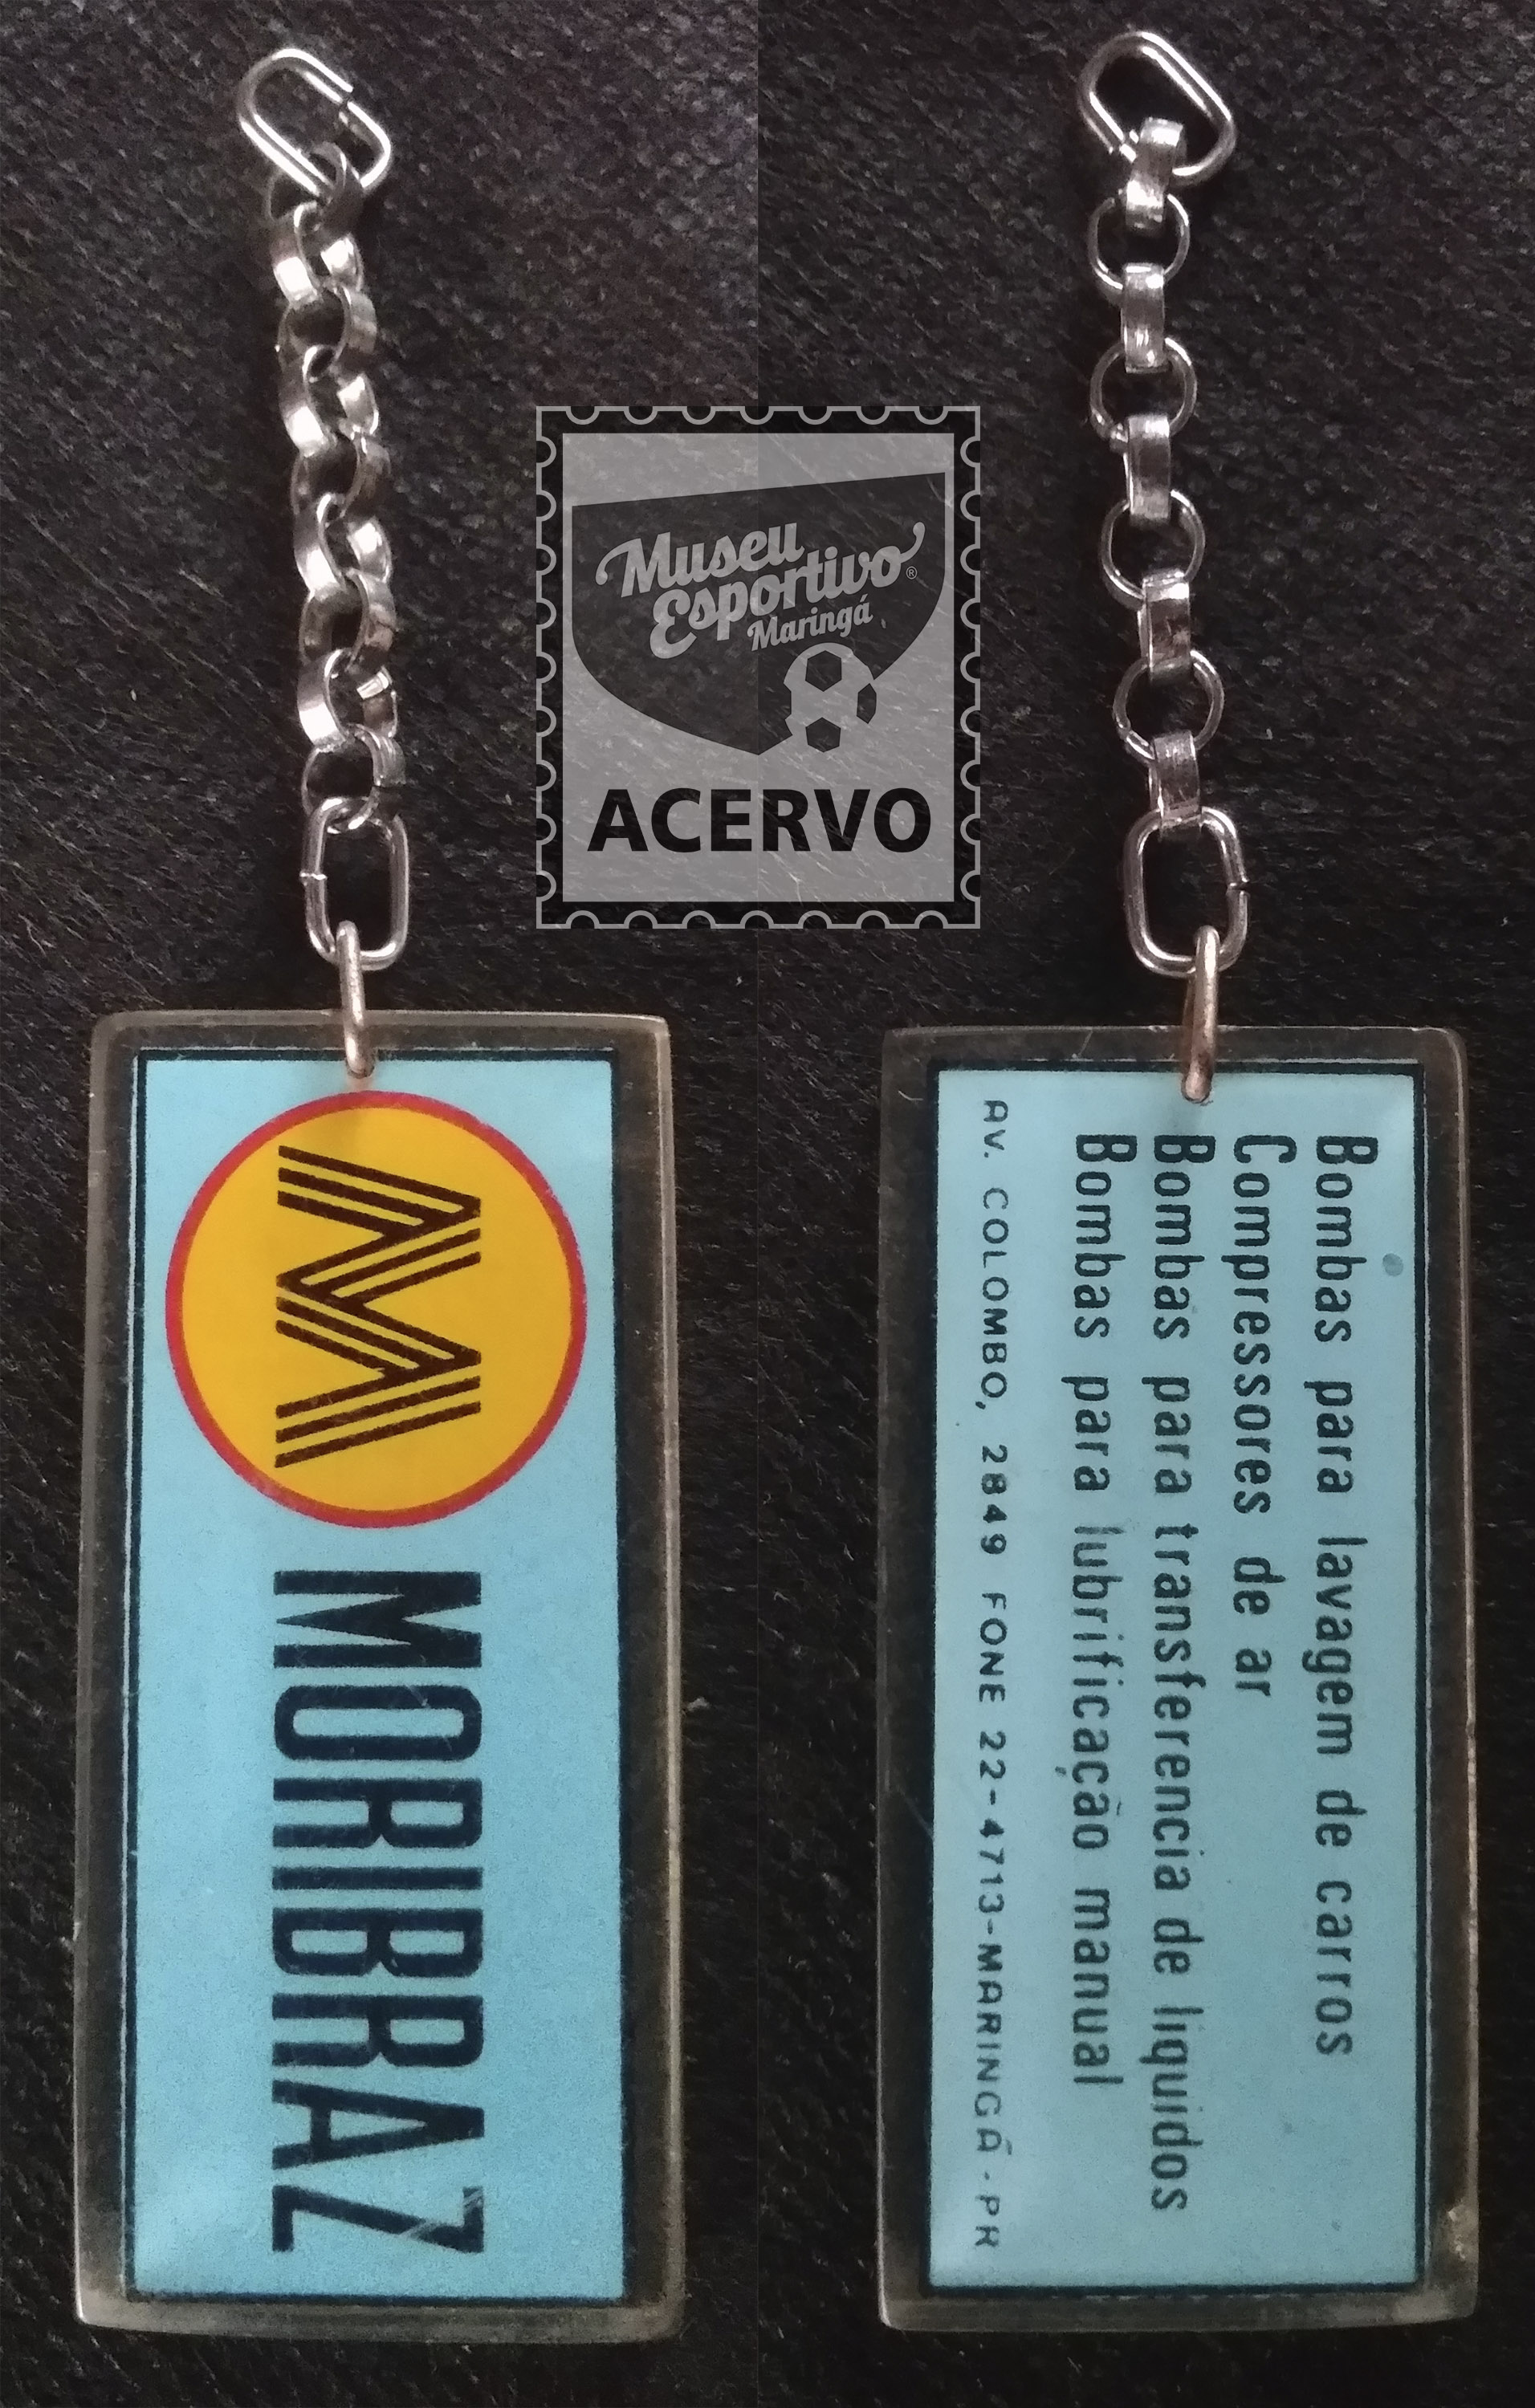 Museu
Esportivo®
Maringá
ACERVO
M
MORIBRAZ
Bombas para lavagem de carros
Compressores de ar
Bombas para transferencia de liquidos
Bombas para lubrificação manual
AV. COLOMBO, 2849 FONE 22-4713-MARINGÁ-PR